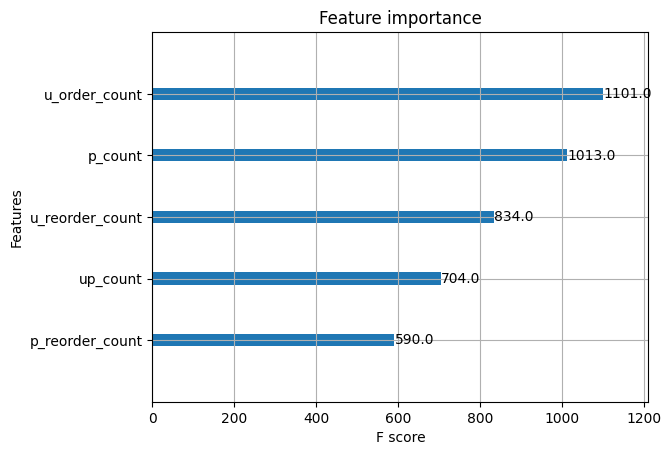 Feature importance
Features
u_order_count
1101.0
p_count
1013.0
u_reorder_count
834.0
up_count
704.0
p_reorder_count
590.0
0 200 400 600 800 1000 1200
F score